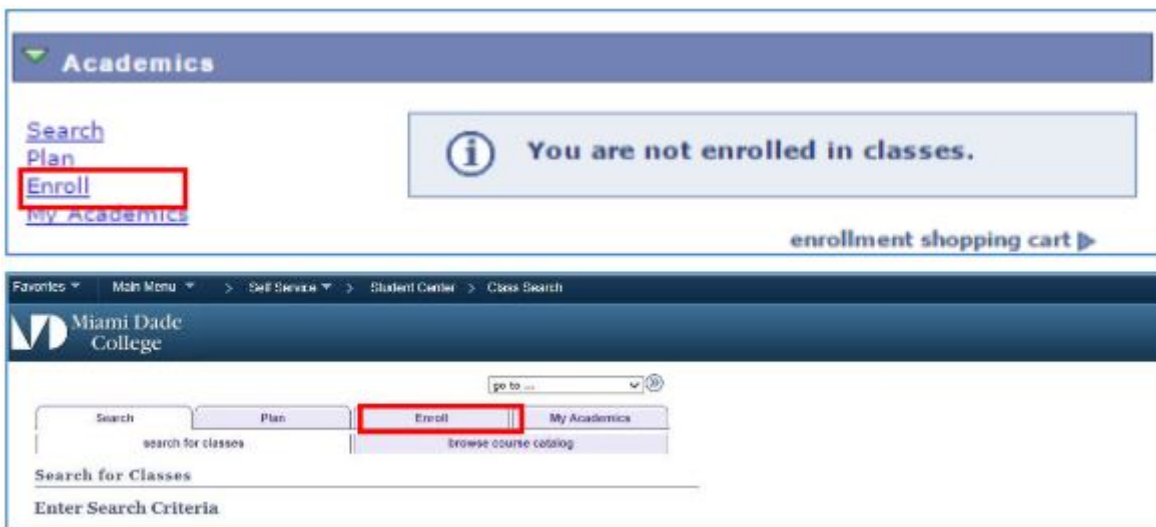 Academics
Search
Plan
Enroll
My Academics
You are not enrolled in classes.
enrollment shopping cart
Favorites Main Menu > Self Service > Student Center > Class Search
Miami Dade
College
go to ...
Search Plan Enroll My Academics
search for classes browse course catalog
Search for Classes
Enter Search Criteria